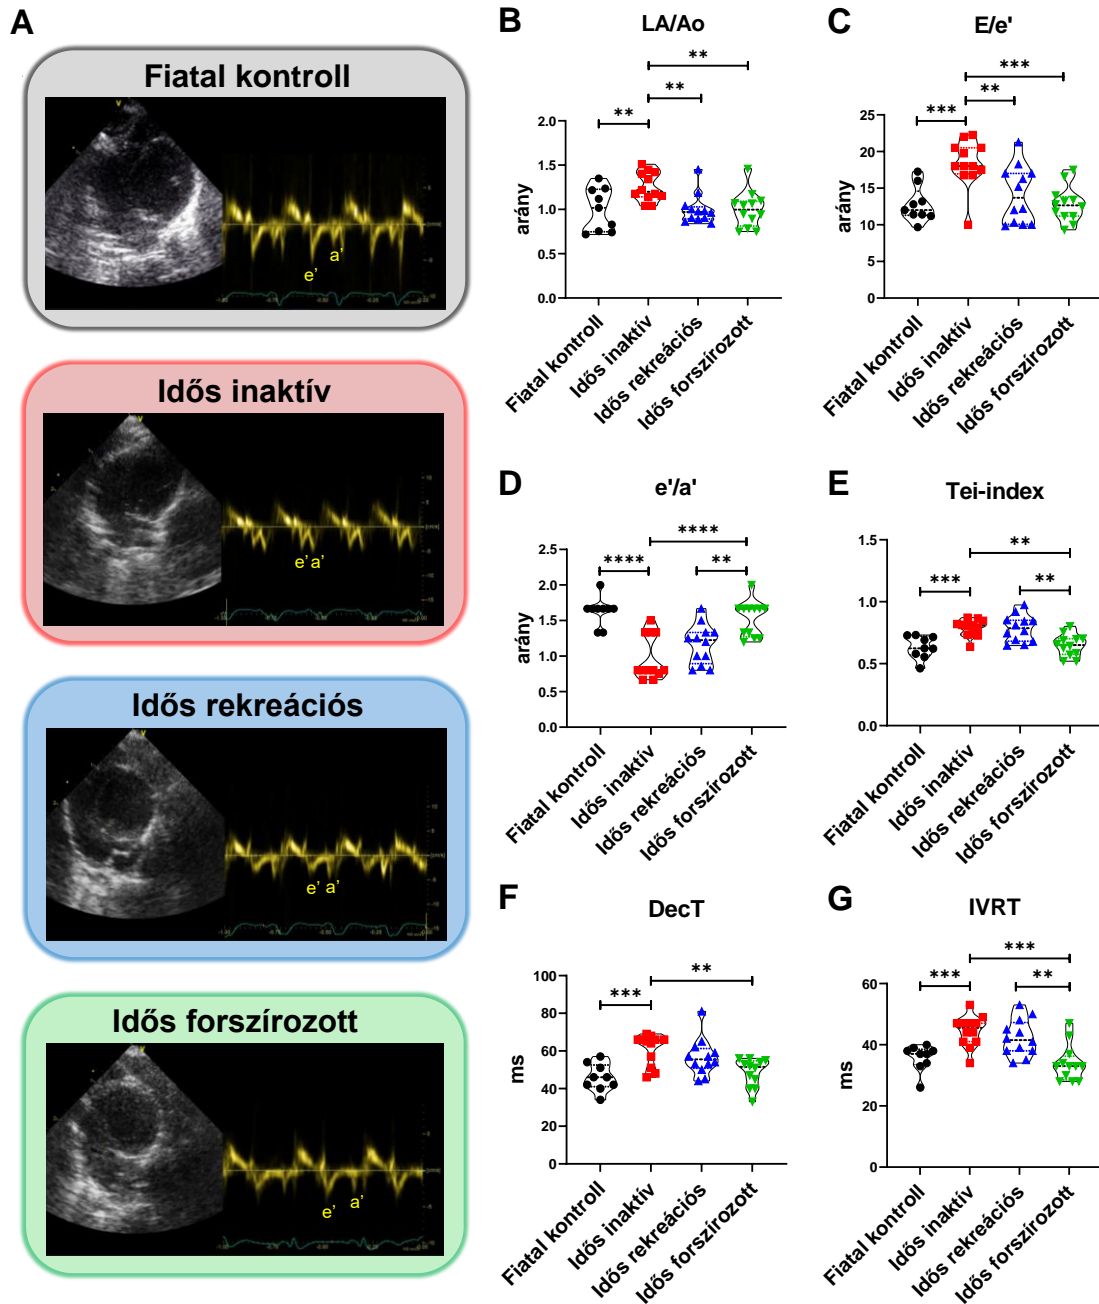 A
Fiatal kontroll
e'
a'
Idős inaktív
e' a'
Idős rekreációs
e' a'
Idős forszírozott
e'
a'
B
LA/Ao
**
**
**
arány
2.0
1.5
1.0
0.5
0.0
Fiatal kontroll
Idős inaktív
Idős rekreációs
Idős forszírozott
C
E/e'
***
**
***
arány
25
20
15
10
5
0
Fiatal kontroll
Idős inaktív
Idős rekreációs
Idős forszírozott
D
e'/a'
****
****
**
arány
2.5
2.0
1.5
1.0
0.5
0.0
Fiatal kontroll
Idős inaktív
Idős rekreációs
Idős forszírozott
E
Tei-index
**
***
**
1.5
1.0
0.5
0.0
Fiatal kontroll
Idős inaktív
Idős rekreációs
Idős forszírozott
F
DecT
***
**
ms
100
80
60
40
20
0
Fiatal kontroll
Idős inaktív
Idős rekreációs
Idős forszírozott
G
IVRT
***
***
**
ms
60
40
20
0
Fiatal kontroll
Idős inaktív
Idős rekreációs
Idős forszírozott